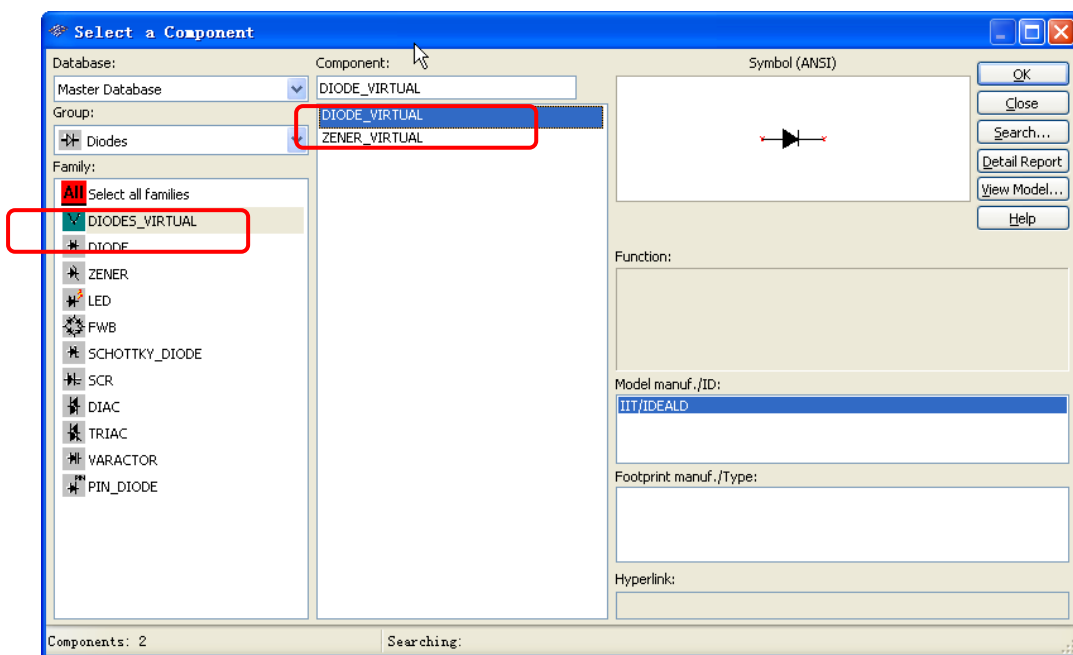 Select a Component
Database:
Master Database
Group:
Diodes
Family:
All Select all families
DIODES_VIRTUAL
DIODE
ZENER
LED
FWB
SCHOTTKY_DIODE
SCR
DIAC
TRIAC
VARACTOR
PIN_DIODE
Component:
DIODE_VIRTUAL
DIODE_VIRTUAL
ZENER_VIRTUAL
Symbol (ANSI)
Function:
Model manuf./ID:
IIT/IDEALD
Footprint manuf./Type:
Hyperlink:
OK
Close
Search...
Detail Report
View Model...
Help
Components: 2
Searching: